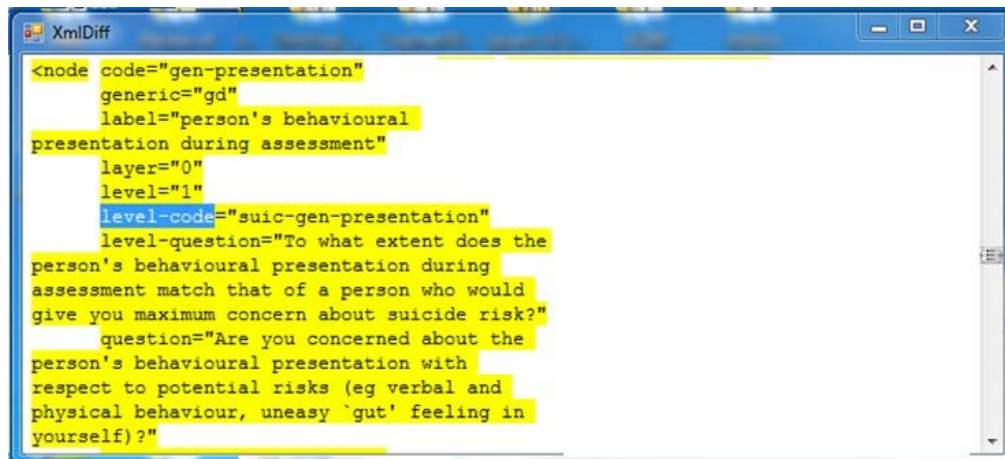 XmlDiff
<node code="gen-presentation"
generic="gd"
label="person's behavioural
presentation during assessment"
layer="0"
level="1"
level-code="suic-gen-presentation"
level-question="To what extent does the
person's behavioural presentation during
assessment match that of a person who would
give you maximum concern about suicide risk?"
question="Are you concerned about the
person's behavioural presentation with
respect to potential risks (eg verbal and
physical behaviour, uneasy `gut' feeling in
yourself)?"